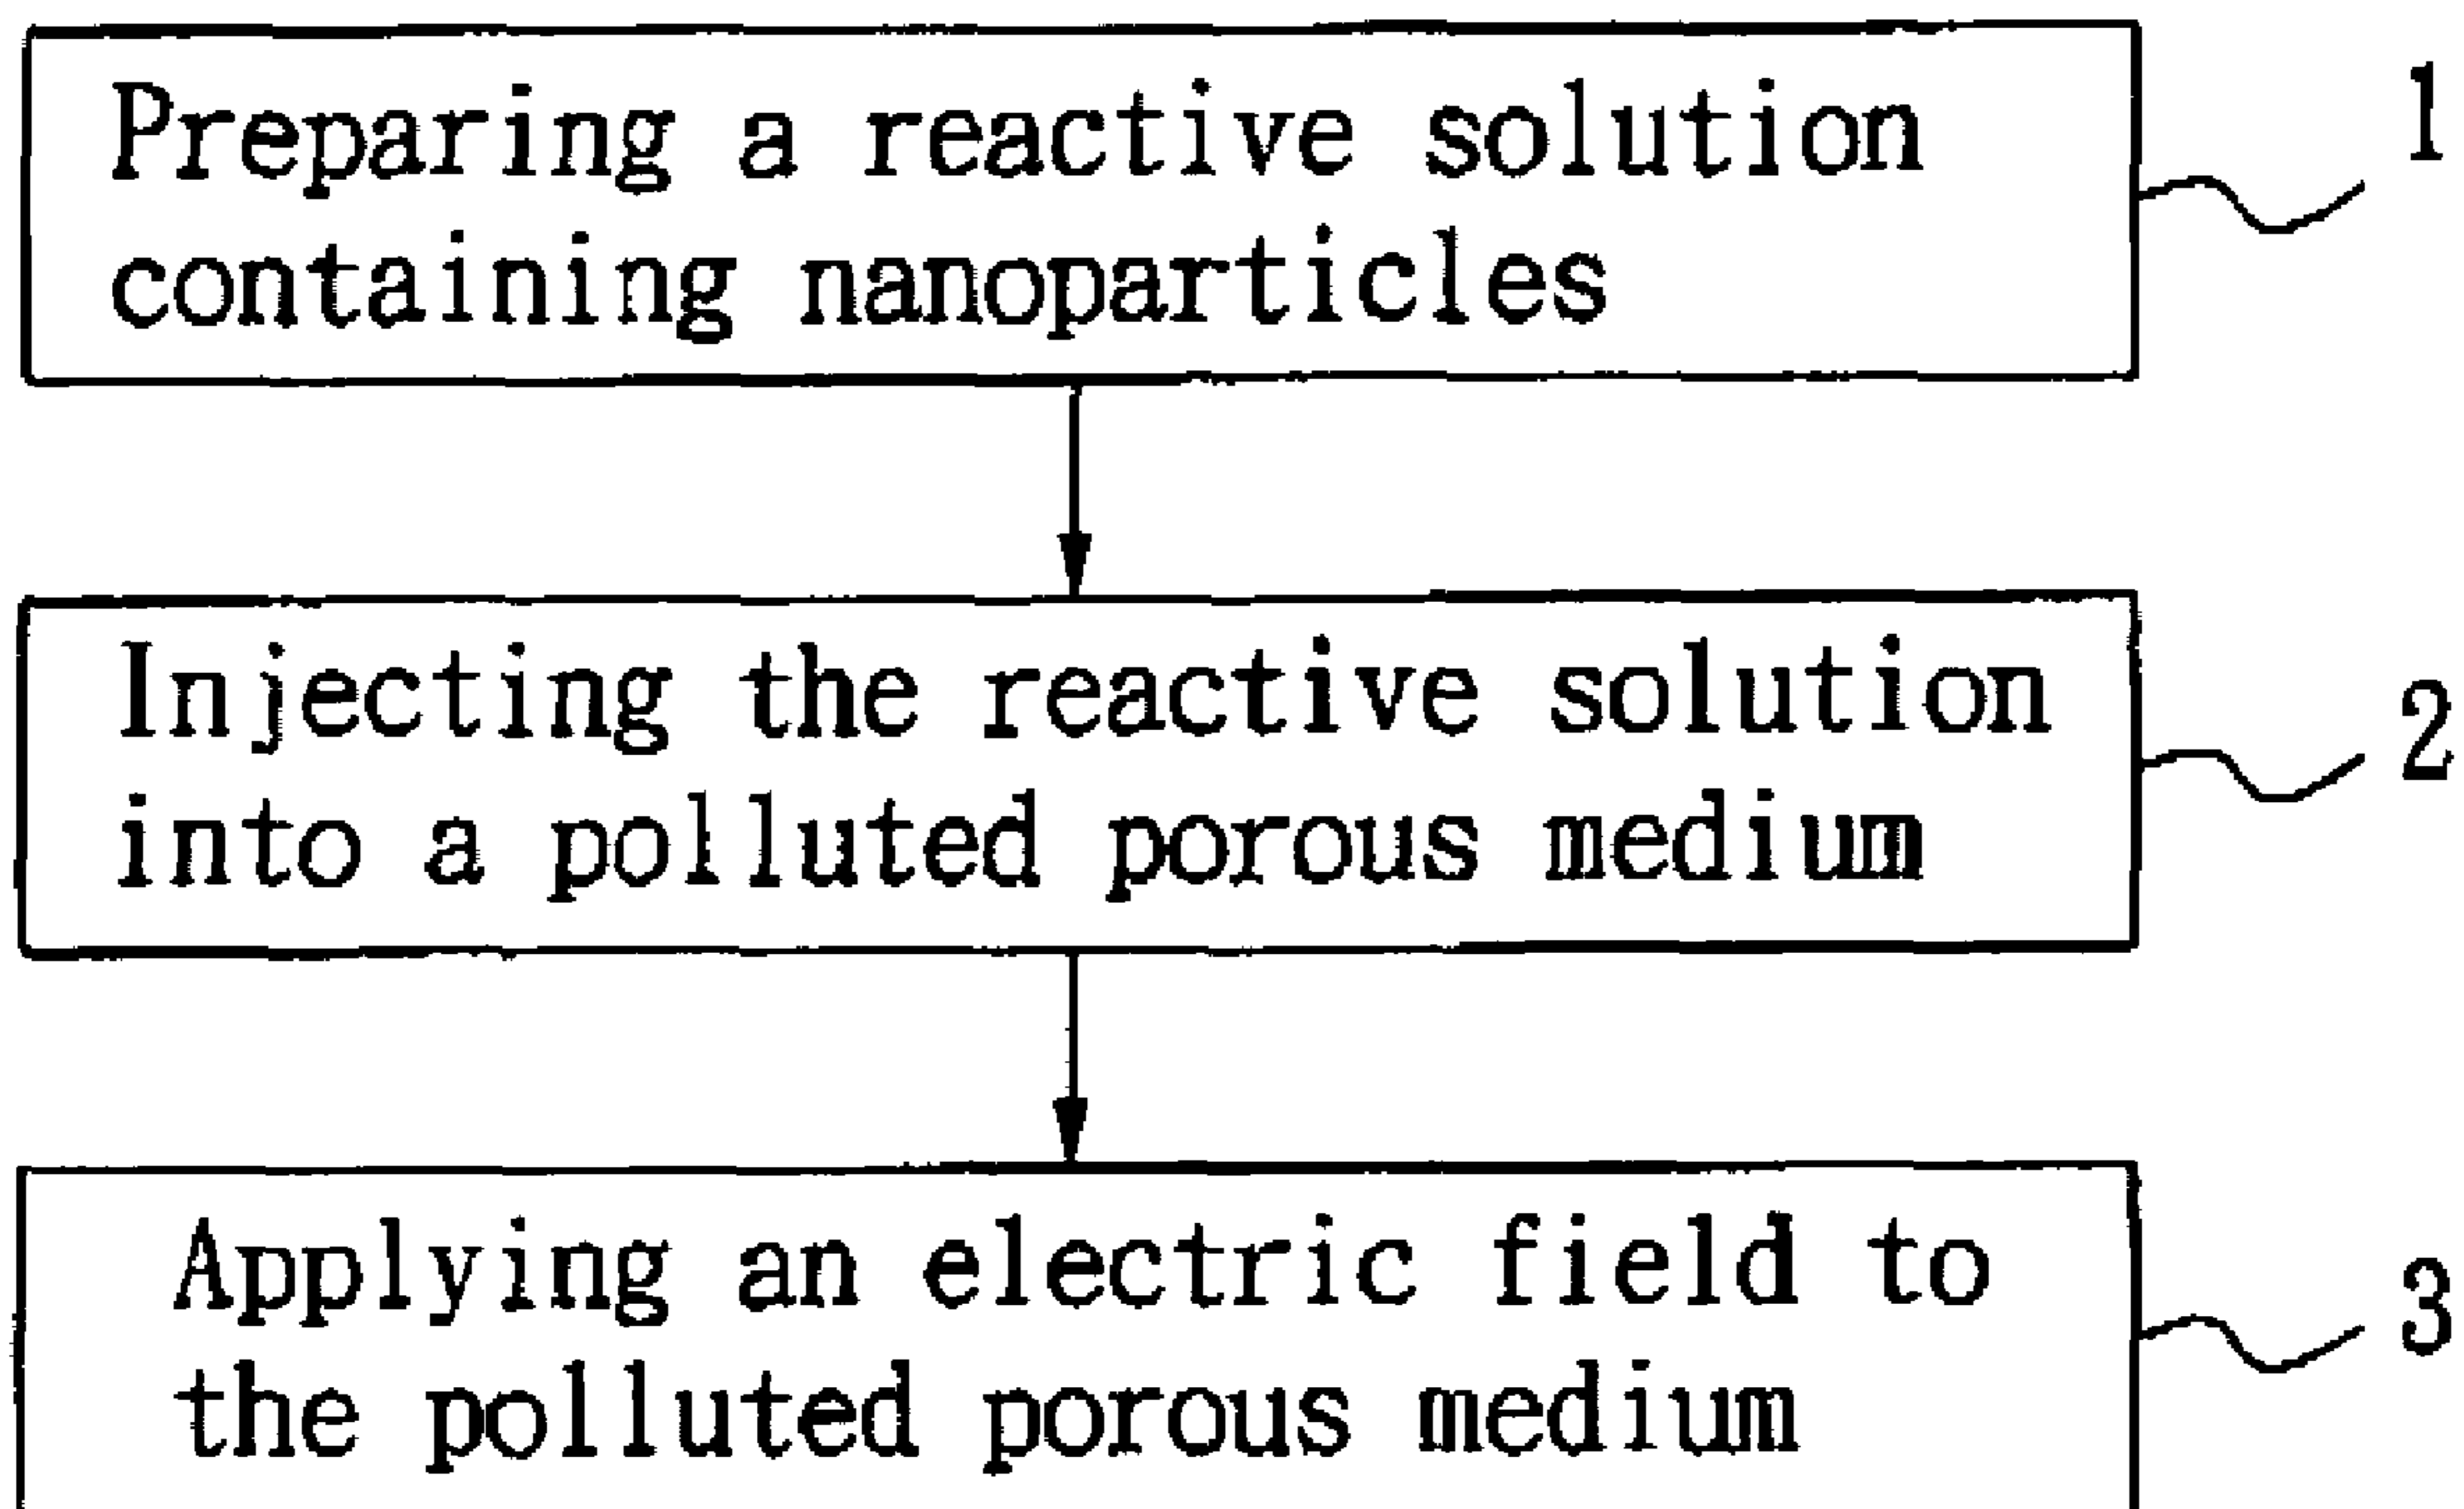 Preparing a reactive solution
containing nanoparticles
1
Injecting the reactive solution
into a polluted porous medium
2
Applying an electric field to
the polluted porous medium
3